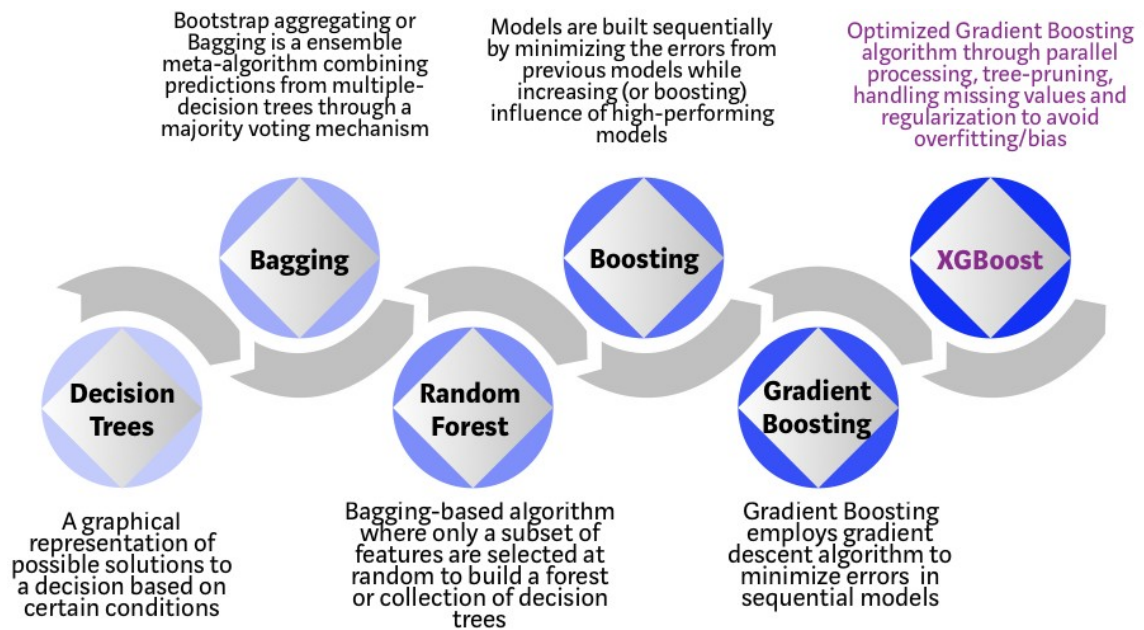 Bootstrap aggregating or
Bagging is a ensemble
meta-algorithm combining
predictions from multiple-
decision trees through a
majority voting mechanism
Models are built sequentially
by minimizing the errors from
previous models while
increasing (or boosting)
influence of high-performing
models
Optimized Gradient Boosting
algorithm through parallel
processing, tree-pruning,
handling missing values and
regularization to avoid
overfitting/bias
Bagging
Boosting
XGBoost
Decision
Trees
Random
Forest
Gradient
Boosting
A graphical
representation of
possible solutions to
a decision based on
certain conditions
Bagging-based algorithm
where only a subset of
features are selected at
random to build a forest
or collection of decision
trees
Gradient Boosting
employs gradient
descent algorithm to
minimize errors in
sequential models